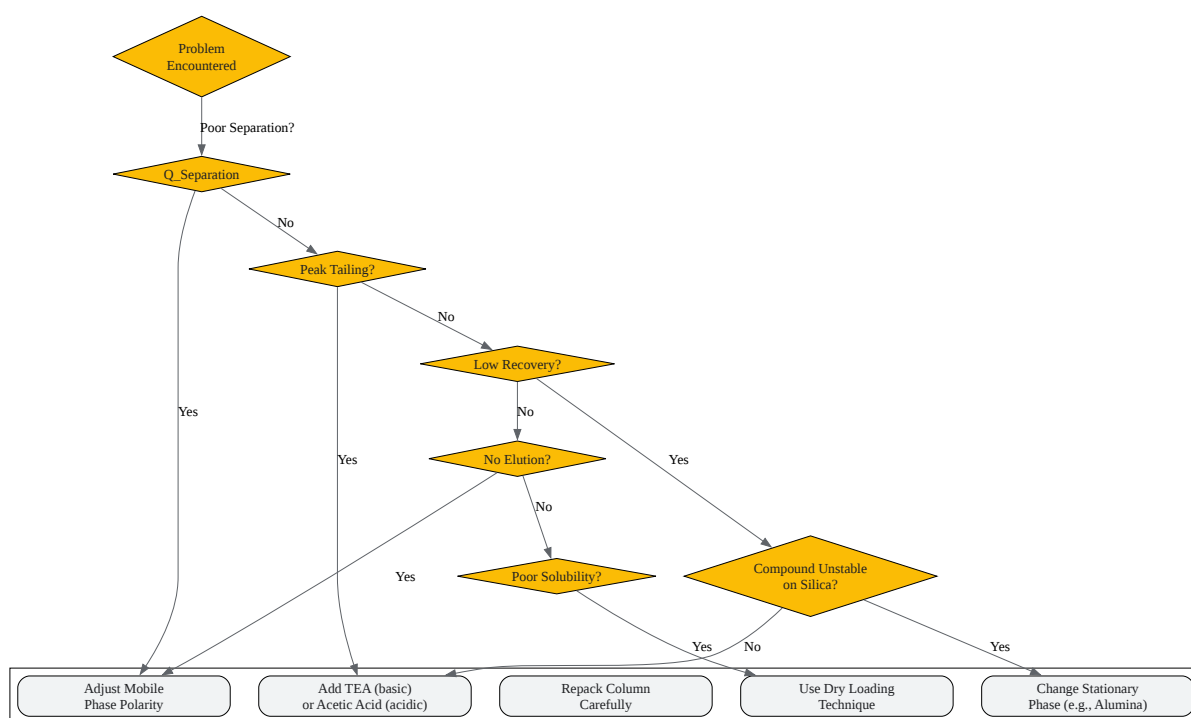 Problem
Encountered
Poor Separation?
Q_Separation
No
Peak Tailing?
No
Low Recovery?
Yes
No
Yes
Yes
No Elution?
No
Compound Unstable
on Silica?
Poor Solubility?
Yes
Yes
No
Yes
Adjust Mobile
Phase Polarity
Add TEA (basic)
or Acetic Acid (acidic)
Repack Column
Carefully
Use Dry Loading
Technique
Change Stationary
Phase (e.g., Alumina)